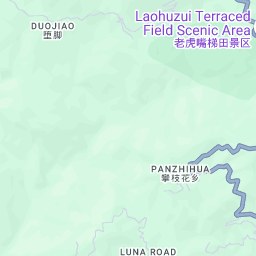 Laohuzui Terraced
Field Scenic Area
老虎嘴梯田景区
DUOJIAO
堕脚
PANZHIHUA
攀枝花乡
LUNA ROAD